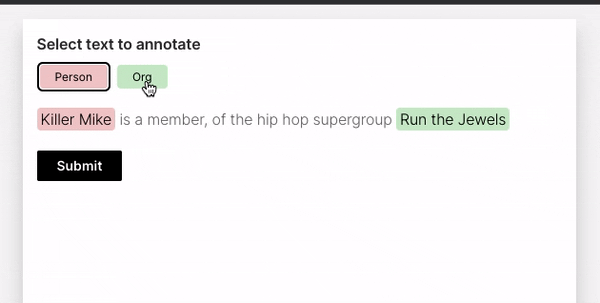 Select text to annotate
Person Org
Killer Mike is a member, of the hip hop supergroup Run the Jewels
Submit